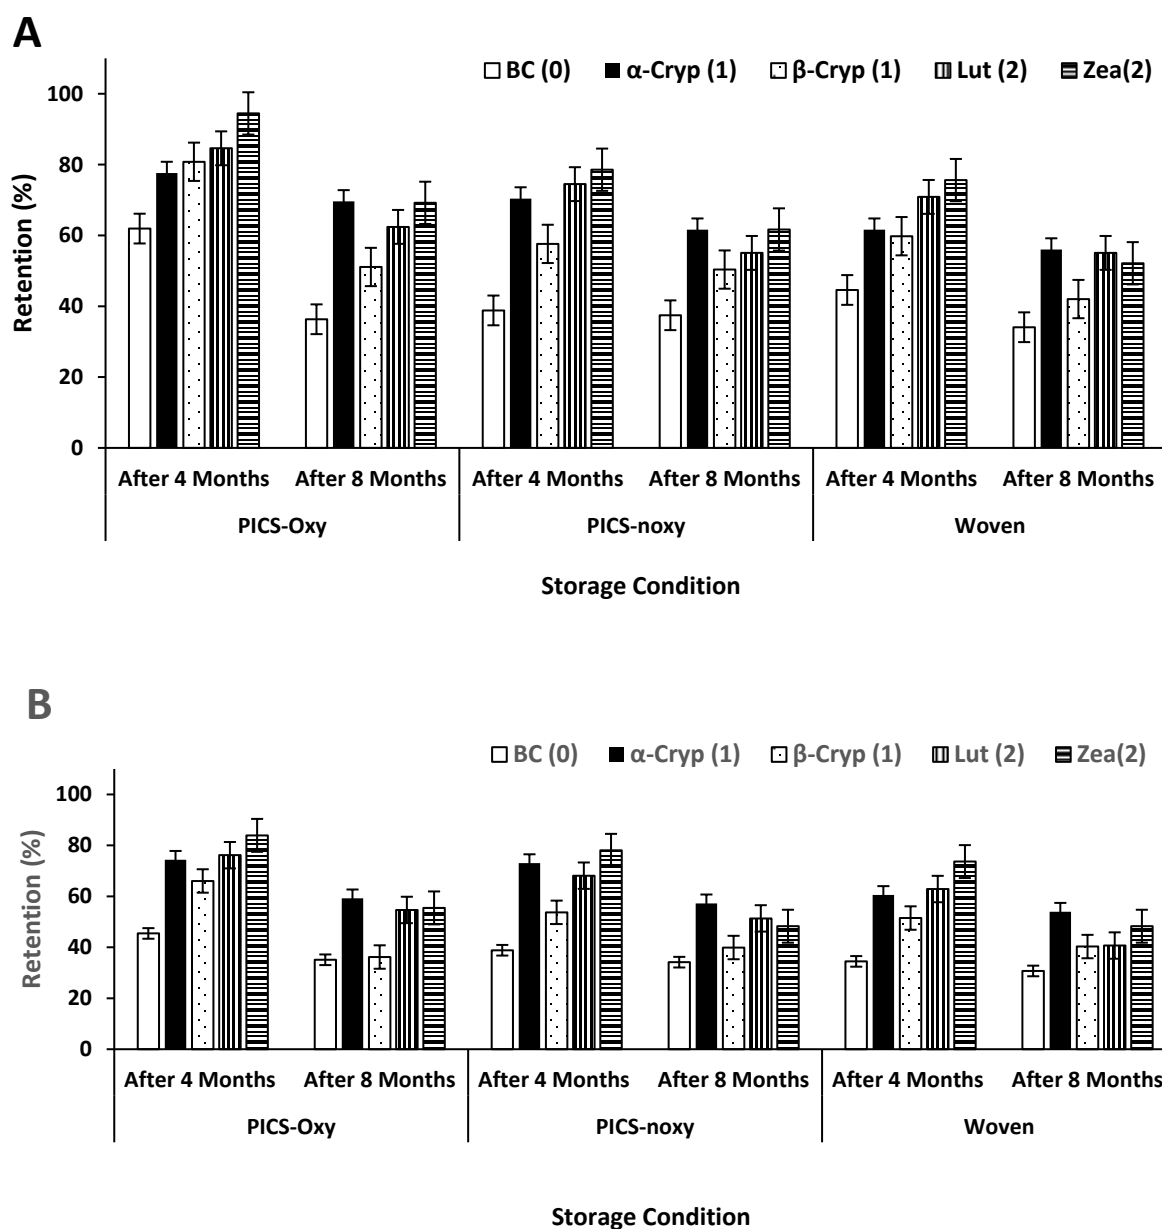 A
BC (0) α-Cryp (1) β-Cryp (1) Lut (2) Zea(2)
Retention (%)
100
80
60
40
20
0
After 4 Months After 8 Months After 4 Months After 8 Months After 4 Months After 8 Months
PICS-Oxy PICS-noxy Woven
Storage Condition
B
BC (0) α-Cryp (1) β-Cryp (1) Lut (2) Zea(2)
Retention (%)
100
80
60
40
20
0
After 4 Months After 8 Months After 4 Months After 8 Months After 4 Months After 8 Months
PICS-Oxy PICS-noxy Woven
Storage Condition